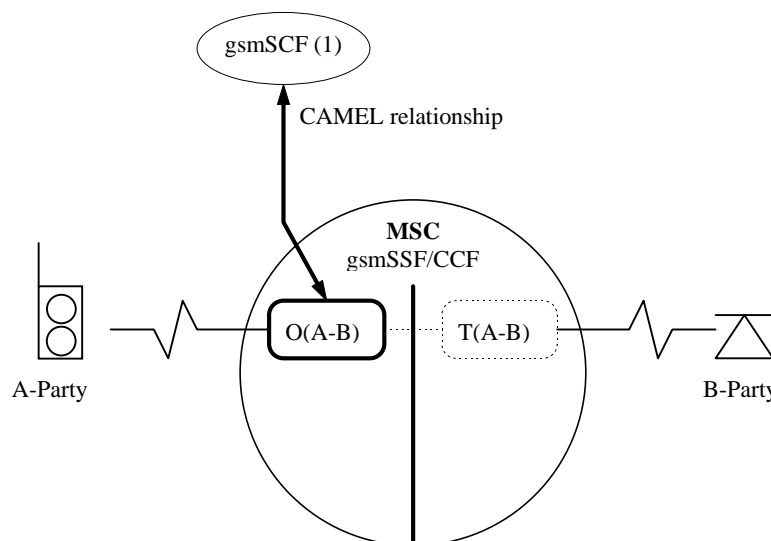 gsmSCF (1)
CAMEL relationship
MSC
gsmSSF/CCF
O(A-B)
T(A-B)
A-Party
B-Party